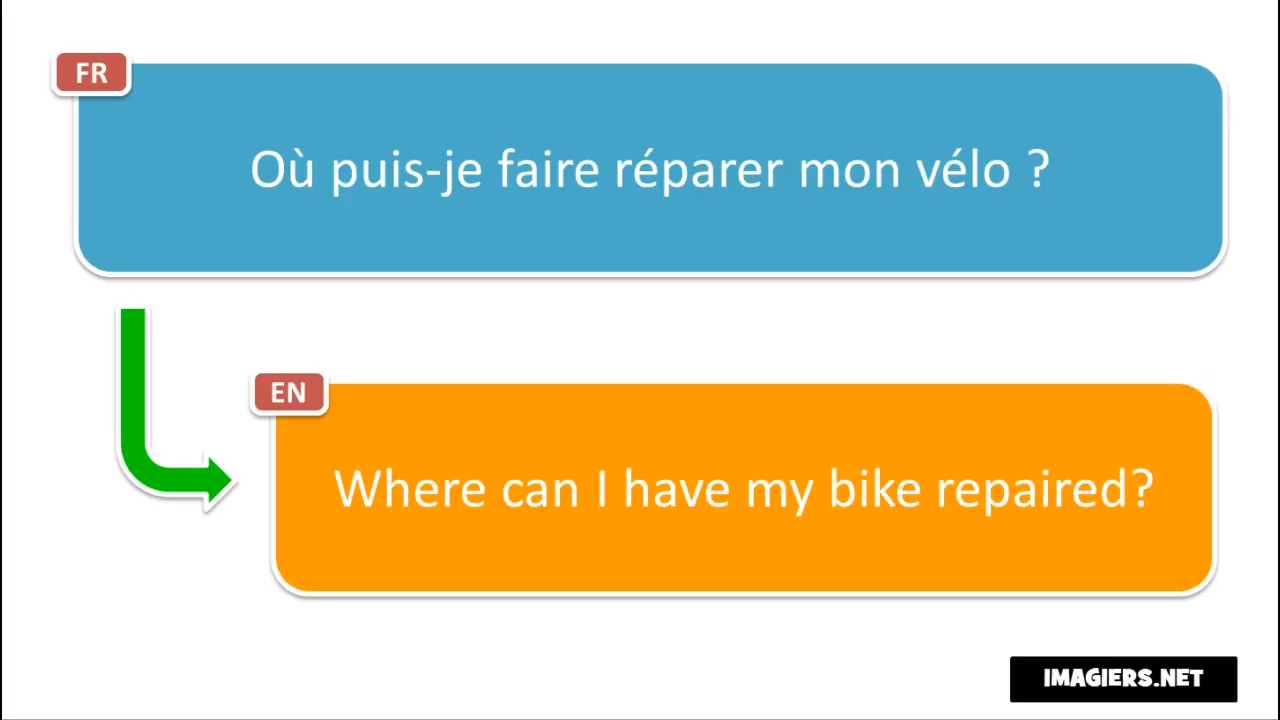 FR
Où puis-je faire réparer mon vélo ?
EN
Where can I have my bike repaired?
IMAGIERS.NET